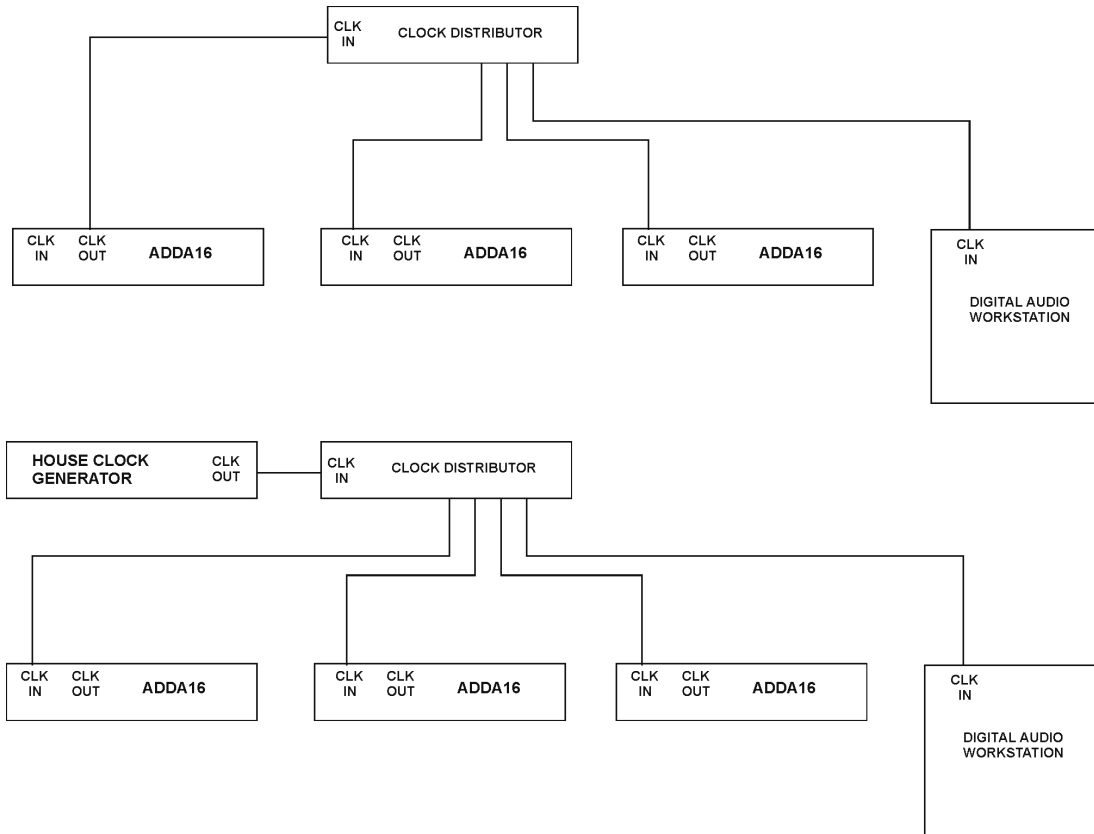 CLK
IN
CLOCK DISTRIBUTOR
CLK
IN
CLK
OUT
ADDA16
CLK
IN
CLK
OUT
ADDA16
CLK
IN
CLK
OUT
ADDA16
CLK
IN
DIGITAL AUDIO
WORKSTATION
HOUSE CLOCK
GENERATOR
CLK
OUT
CLK
IN
CLOCK DISTRIBUTOR
CLK
IN
CLK
OUT
ADDA16
CLK
IN
CLK
OUT
ADDA16
CLK
IN
CLK
OUT
ADDA16
CLK
IN
DIGITAL AUDIO
WORKSTATION